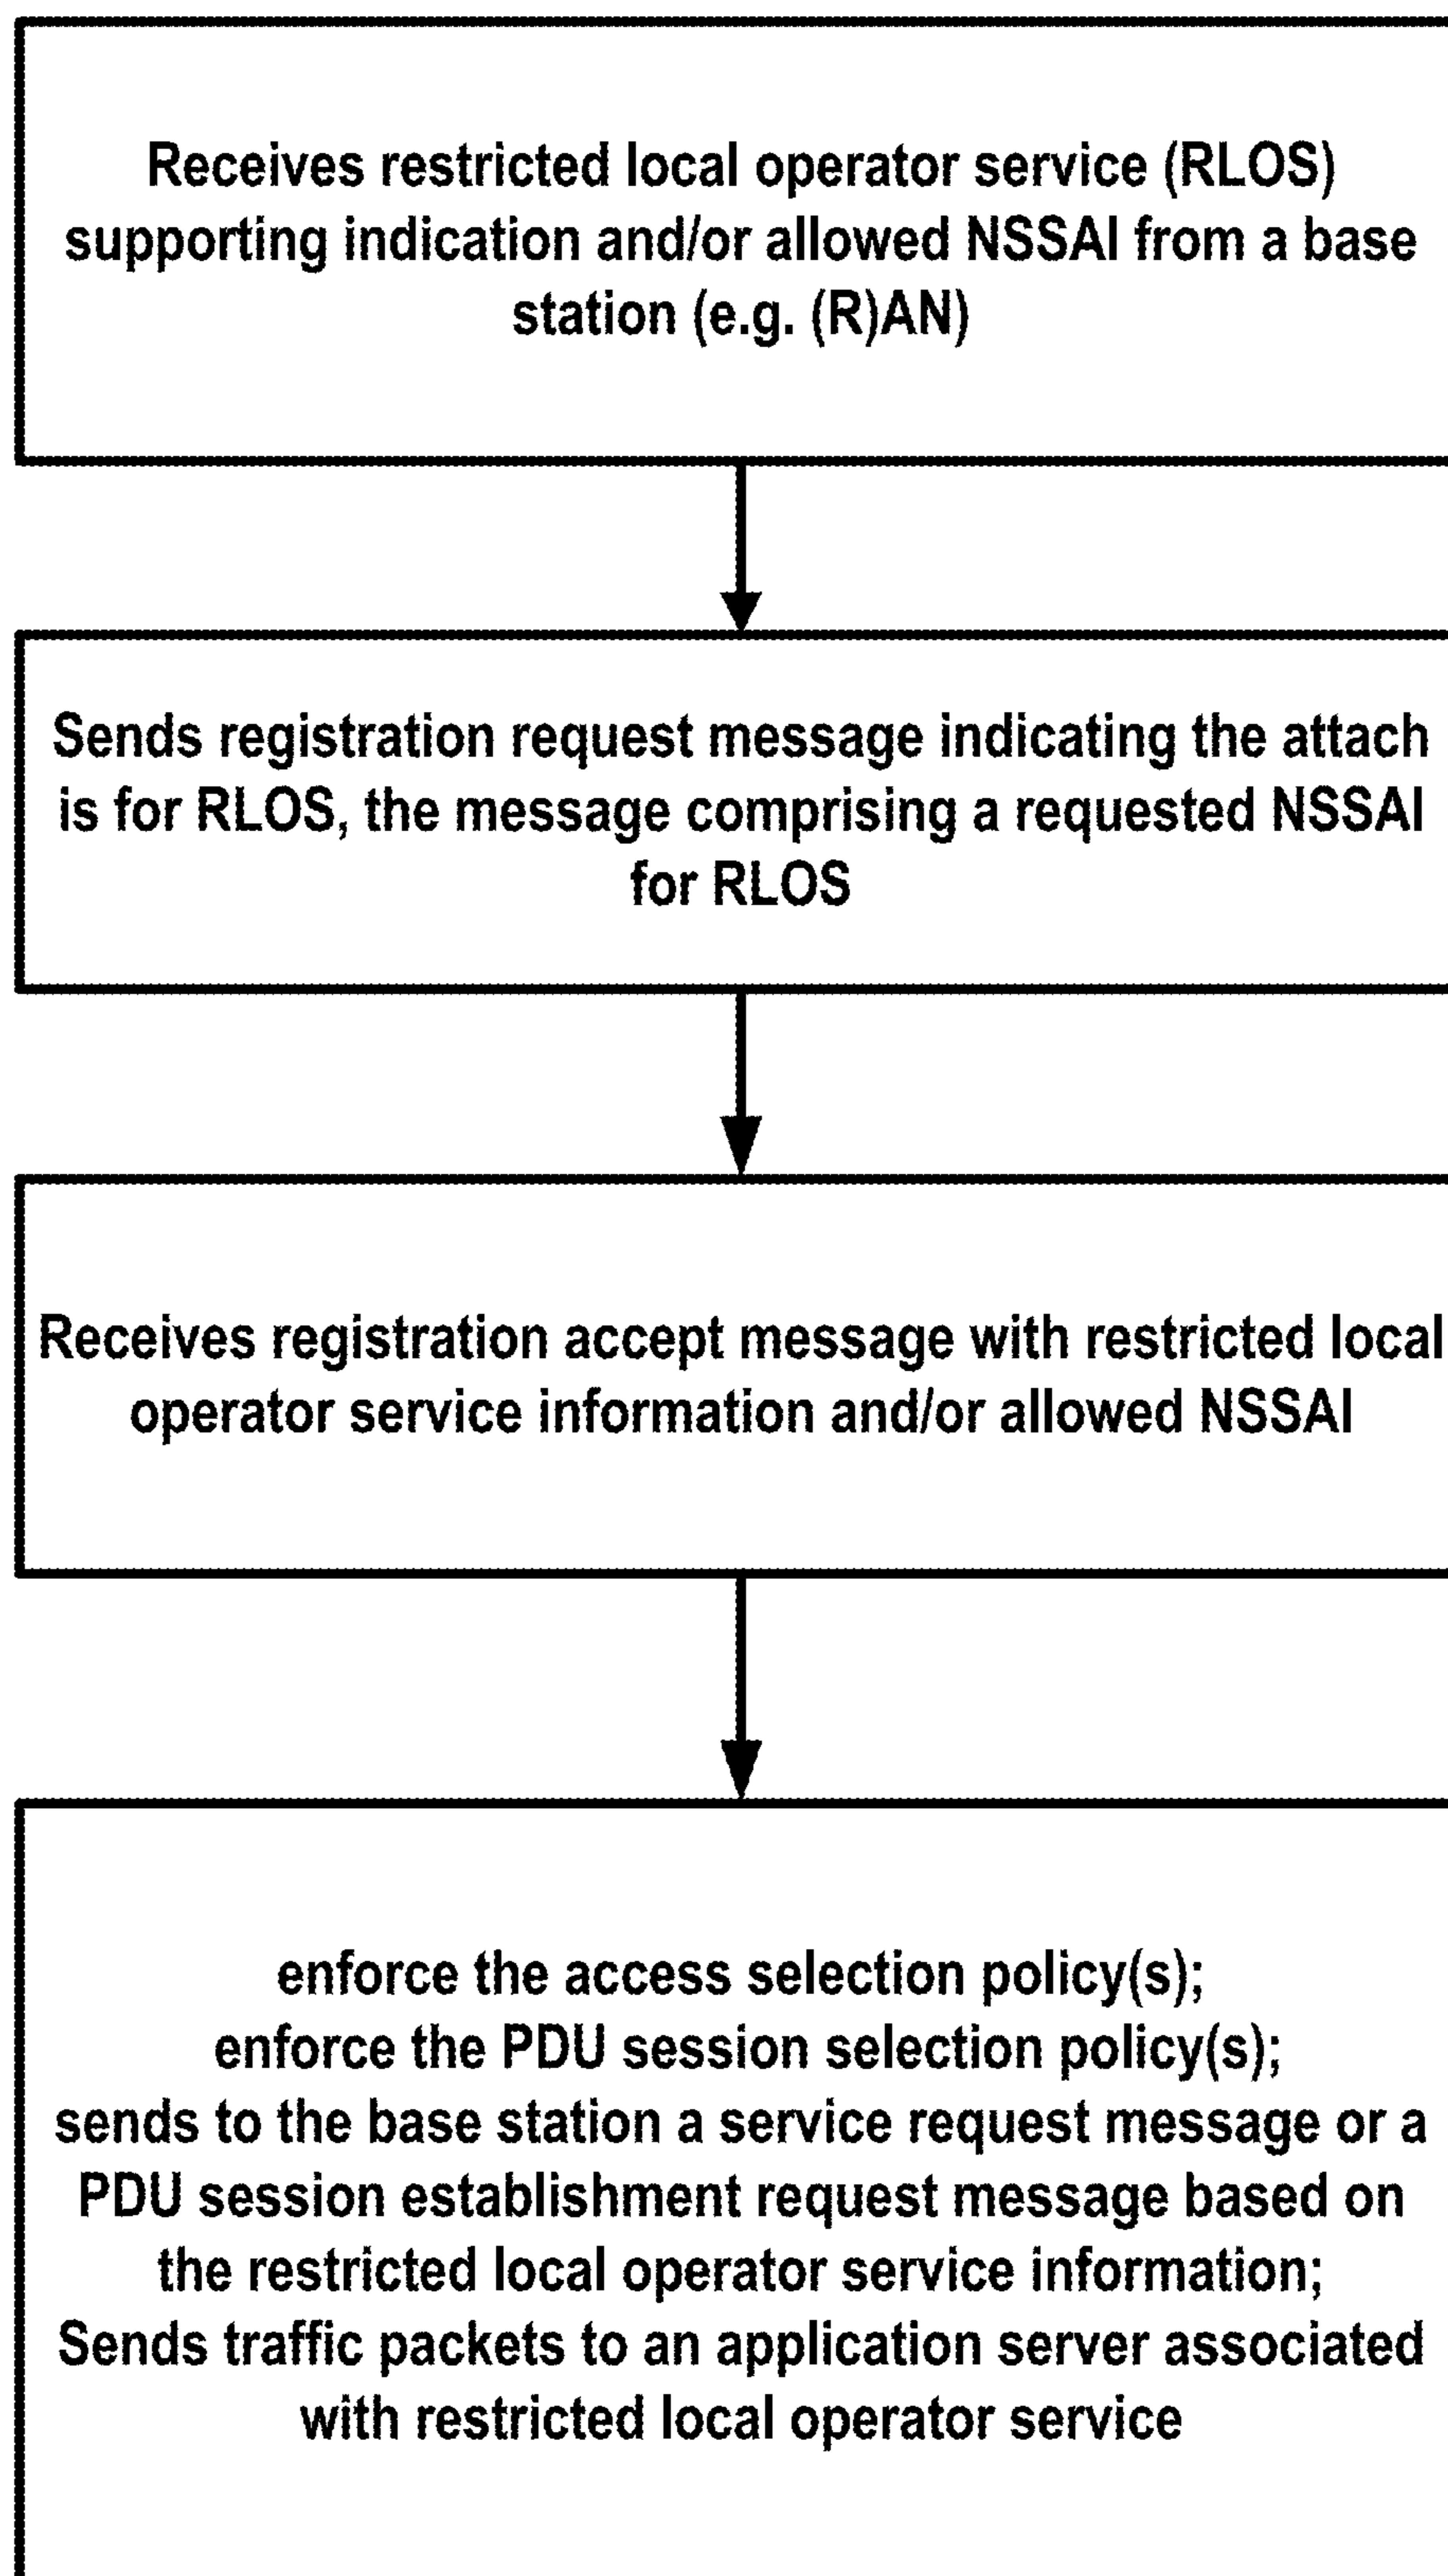 Receives restricted local operator service (RLOS)
supporting indication and/or allowed NSSAI from a base
station (e.g. (R)AN)
Sends registration request message indicating the attach
is for RLOS, the message comprising a requested NSSAI
for RLOS
Receives registration accept message with restricted local
operator service information and/or allowed NSSAI
enforce the access selection policy(s);
enforce the PDU session selection policy(s);
sends to the base station a service request message or a
PDU session establishment request message based on
the restricted local operator service information;
Sends traffic packets to an application server associated
with restricted local operator service